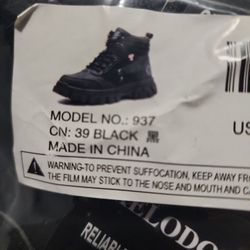 MODEL NO.: 937
US
CN: 39 BLACK 黑
MADE IN CHINA
WARNING-TO PREVENT SUFFOCATION, KEEP AWAY FROM
THE FILM MAY STICK TO THE NOSE AND MOUTH AND
RELIABLE